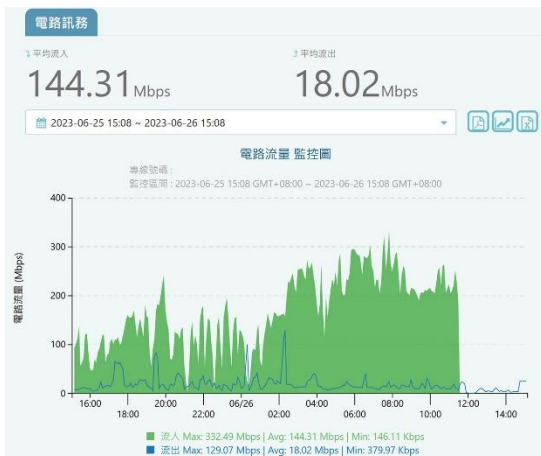 電路訊務
平均流入
平均流出
144.31 Mbps
18.02 Mbps
2023-06-25 15:08 ~ 2023-06-26 15:08
電路流量 監控圖
專線號碼 :
監控區間 : 2023-06-25 15:08 GMT+08:00 ~ 2023-06-26 15:08 GMT+08:00
電路流量 (Mbps)
400
300
200
100
0
16:00
18:00
20:00
22:00
06/26
02:00
04:00
06:00
08:00
10:00
12:00
14:00
流入 Max: 332.49 Mbps | Avg: 144.31 Mbps | Min: 146.11 Kbps
流出 Max: 129.07 Mbps | Avg: 18.02 Mbps | Min: 379.97 Kbps